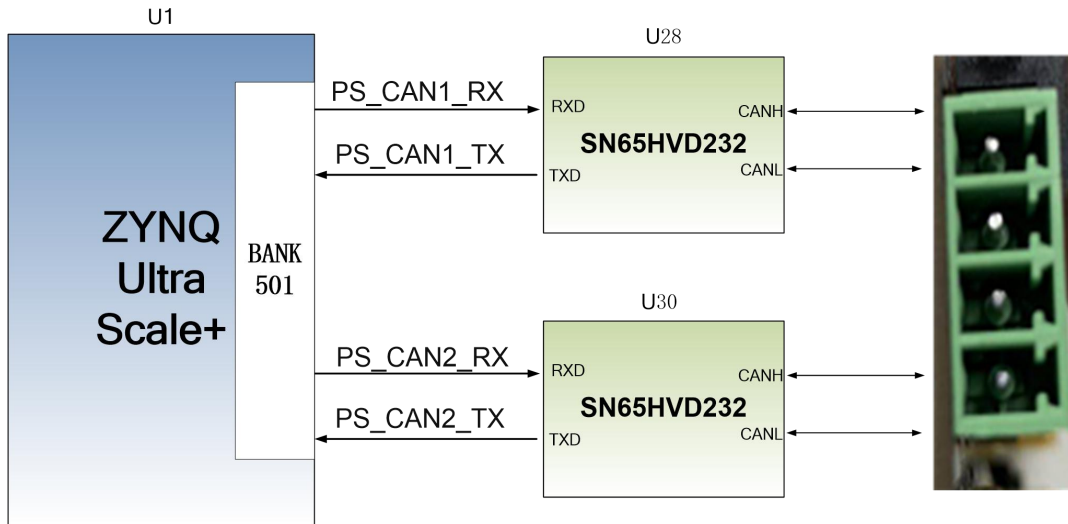 U1
ZYNQ
Ultra
Scale+
BANK
501
PS_CAN1_RX
PS_CAN1_TX
U28
RXD
CANH
SN65HVD232
TXD
CANL
PS_CAN2_RX
PS_CAN2_TX
U30
RXD
CANH
SN65HVD232
TXD
CANL